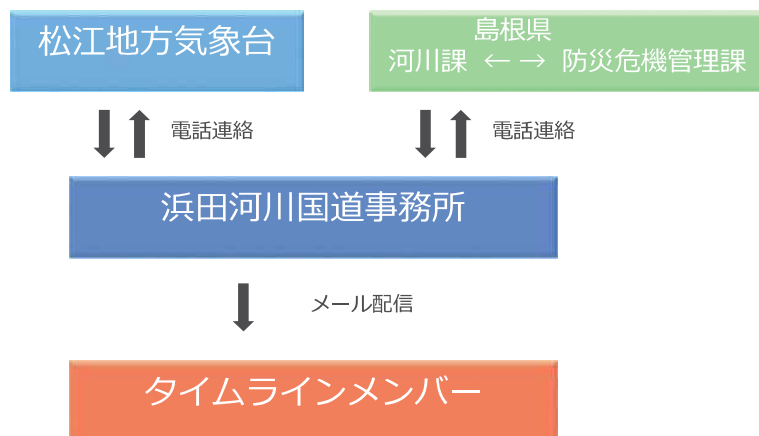 松江地方気象台
島根県
河川課 ←→ 防災危機管理課
電話連絡
電話連絡
浜田河川国道事務所
メール配信
タイムラインメンバー